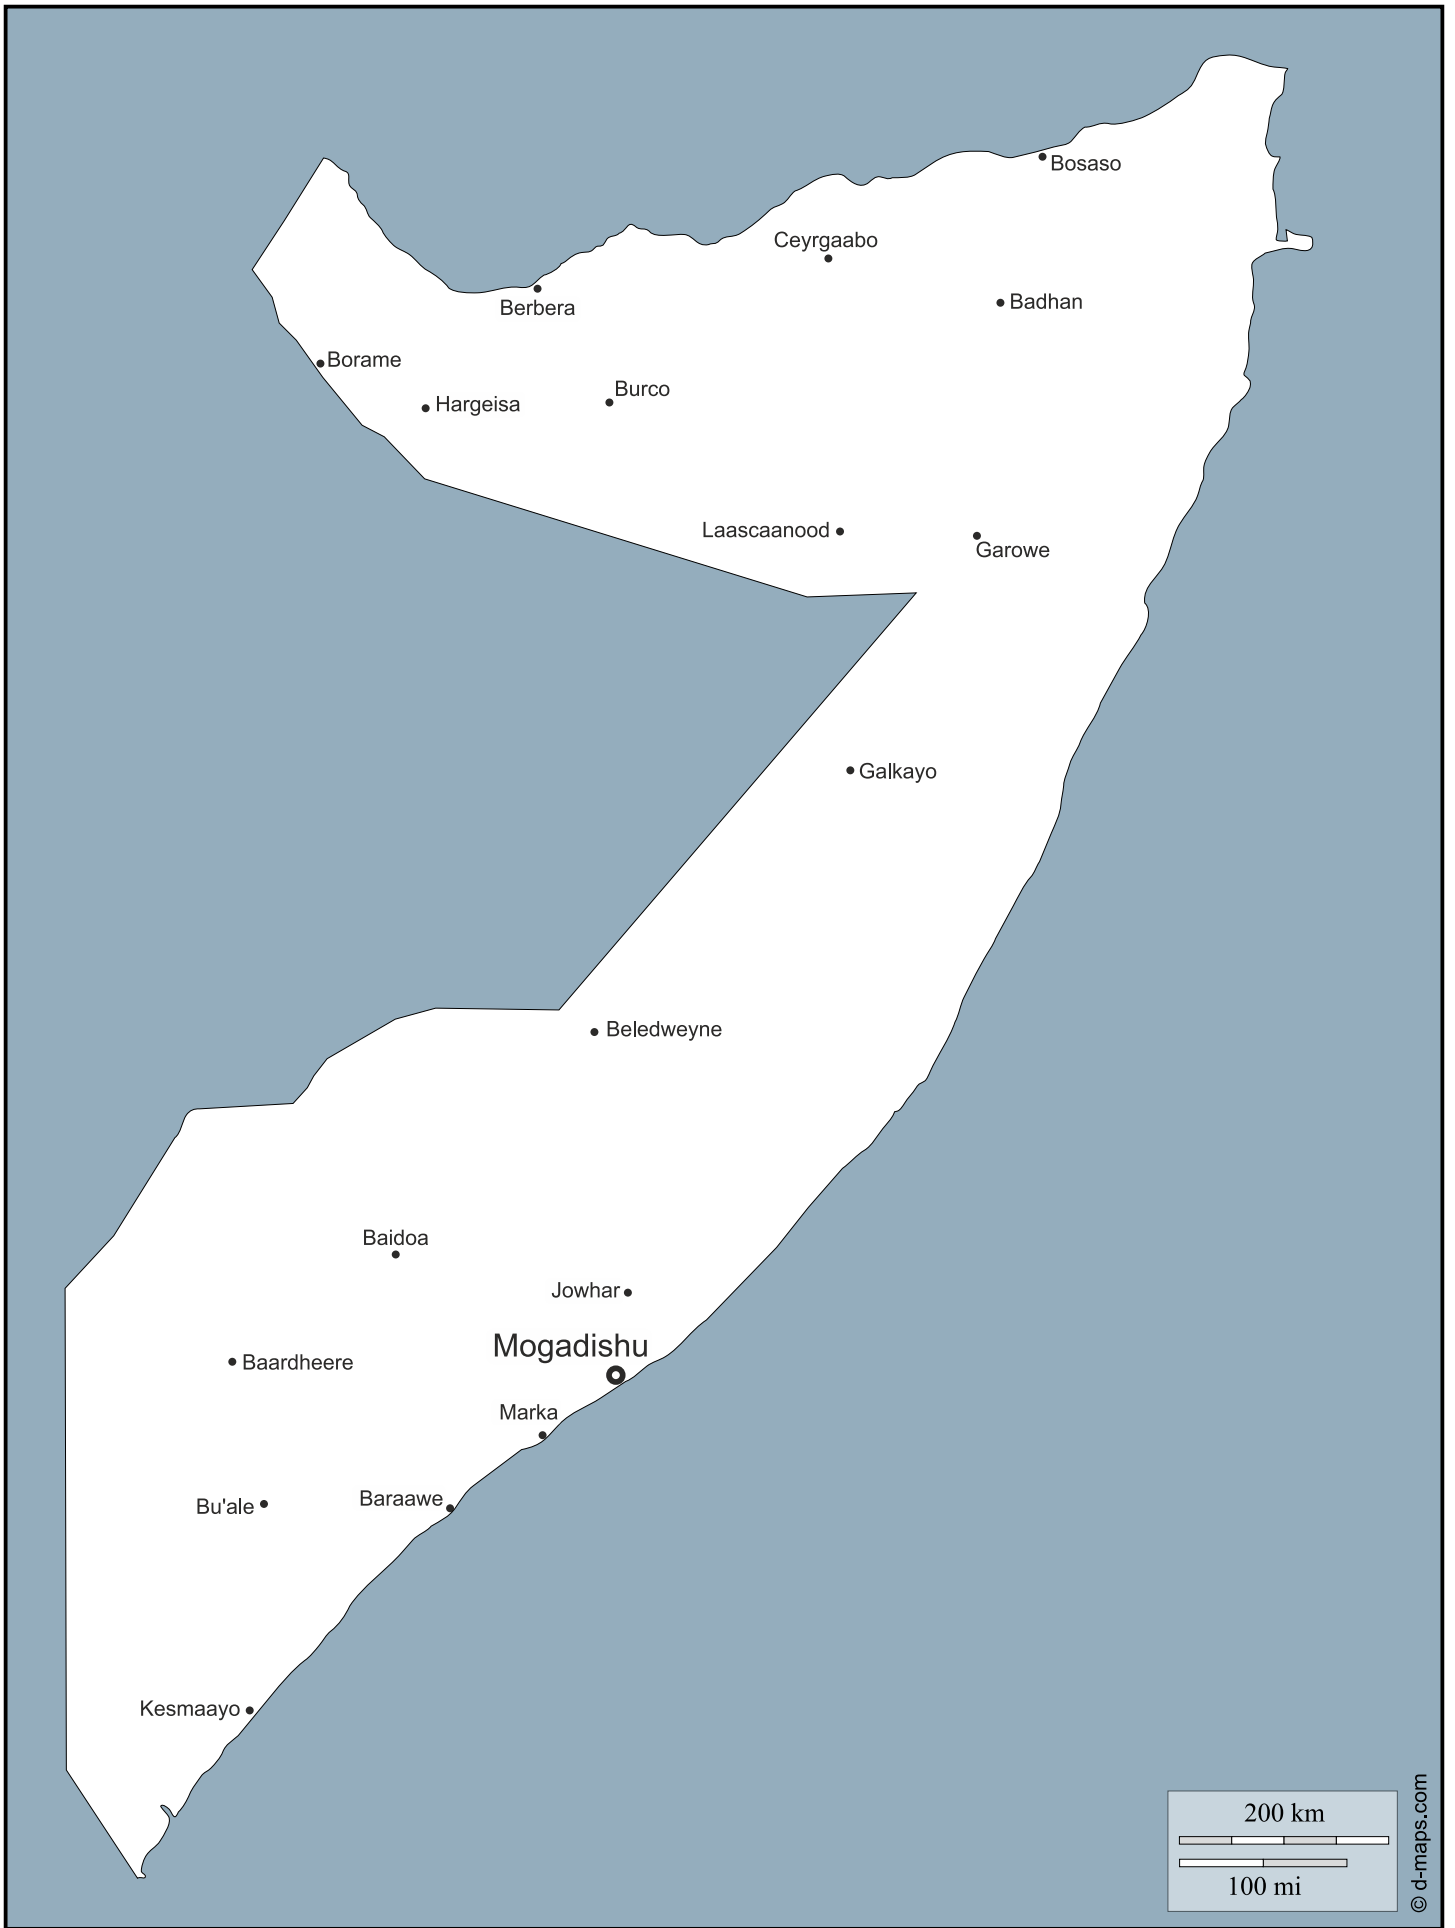 Bosaso
Ceyrgaabo
Badhan
Berbera
Borame
Burco
Hargeisa
Laascaanood
Garowe
Galkayo
Beledweyne
Baidoa
Jowhar
Mogadishu
Baardheere
Marka
Baraawe
Bu'ale
Kesmaayo
200 km
100 mi
© d-maps.com